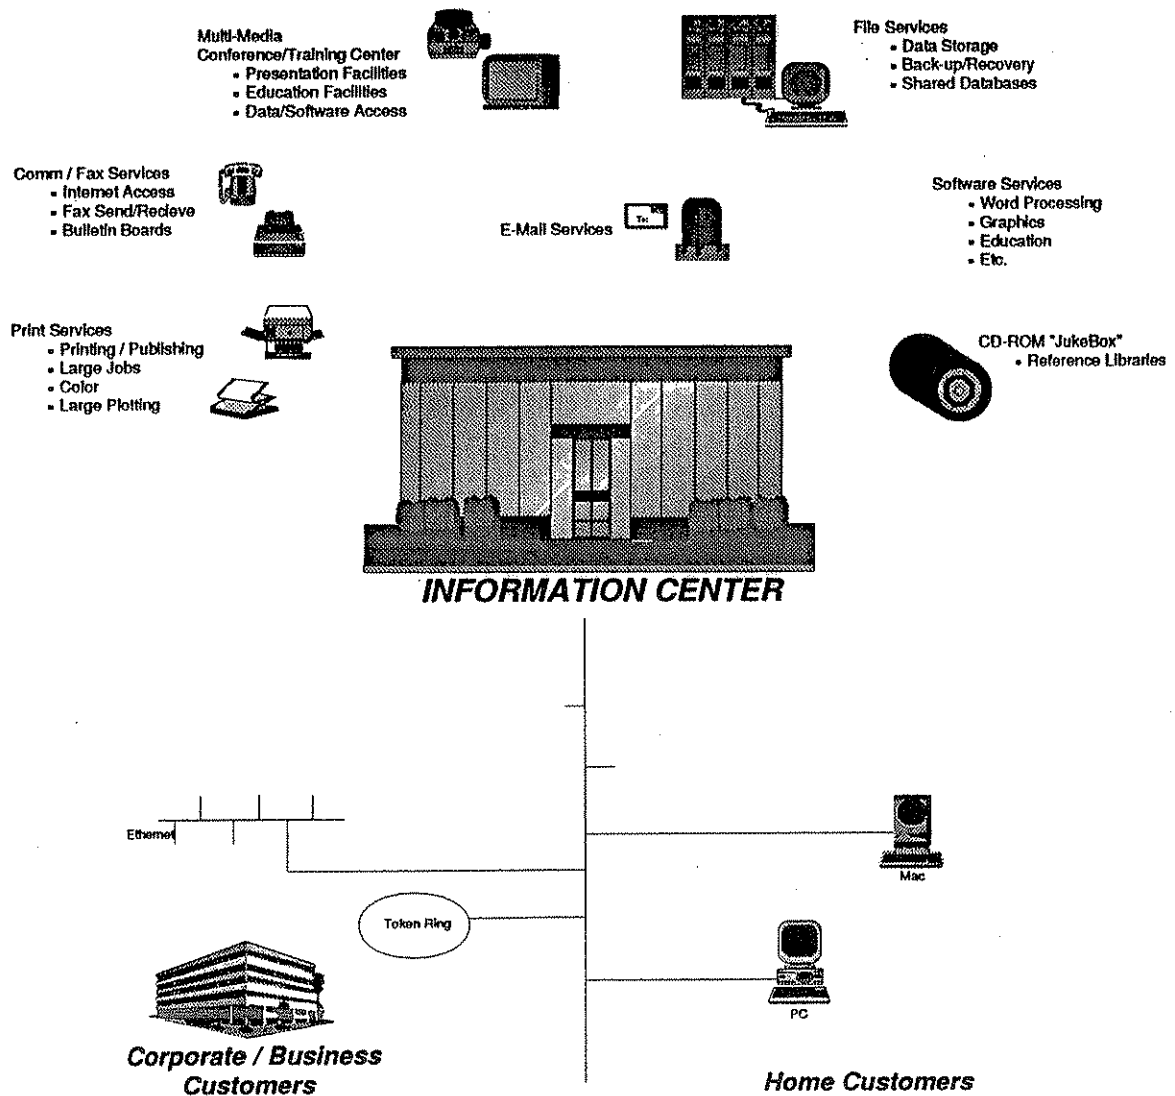 Multi-Media
Conference/Training Center
▪ Presentation Facilities
▪ Education Facilities
▪ Data/Software Access
File Services
▪ Data Storage
▪ Back-up/Recovery
▪ Shared Databases
Comm / Fax Services
▪ Internet Access
▪ Fax Send/Recieve
▪ Bulletin Boards
E-Mail Services
To:
Software Services
▪ Word Processing
▪ Graphics
▪ Education
▪ Etc.
Print Services
▪ Printing / Publishing
▪ Large Jobs
▪ Color
▪ Large Plotting
CD-ROM "JukeBox"
▪ Reference Libraries
INFORMATION CENTER
Ethernet
Mac
Token Ring
PC
Corporate / Business
Customers
Home Customers